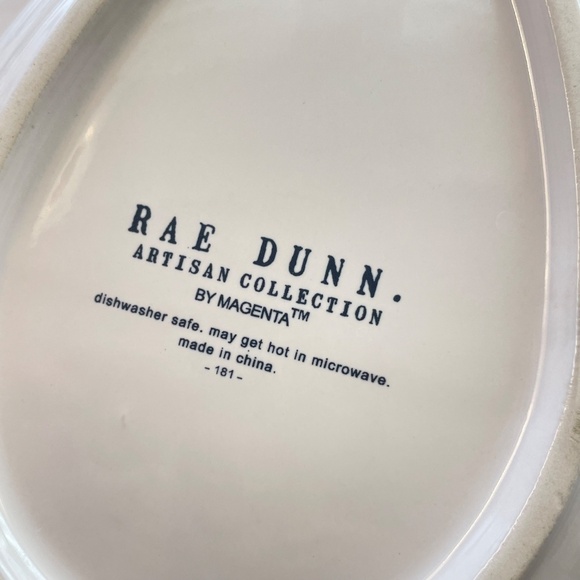 RAE DUNN.
ARTISAN COLLECTION
BY MAGENTA™
dishwasher safe. may get hot in microwave.
made in china.
- 181 -